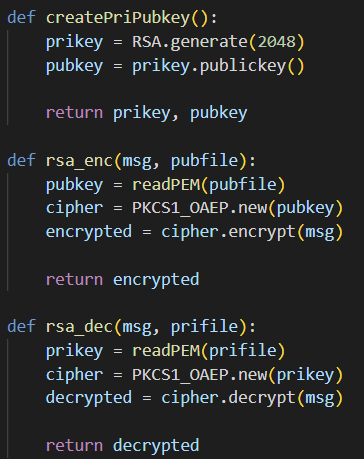 def createPriPubkey():
    prikey = RSA.generate(2048)
    pubkey = prikey.publickey()

    return prikey, pubkey

def rsa_enc(msg, pubfile):
    pubkey = readPEM(pubfile)
    cipher = PKCS1_OAEP.new(pubkey)
    encrypted = cipher.encrypt(msg)

    return encrypted

def rsa_dec(msg, prifile):
    prikey = readPEM(prifile)
    cipher = PKCS1_OAEP.new(prikey)
    decrypted = cipher.decrypt(msg)

    return decrypted